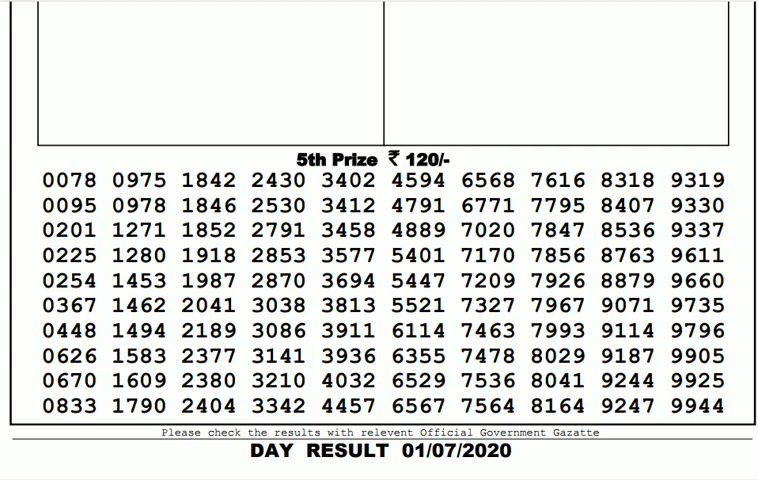 5th Prize ₹ 120/-
0078 0975 1842 2430 3402 4594 6568 7616 8318 9319
0095 0978 1846 2530 3412 4791 6771 7795 8407 9330
0201 1271 1852 2791 3458 4889 7020 7847 8536 9337
0225 1280 1918 2853 3577 5401 7170 7856 8763 9611
0254 1453 1987 2870 3694 5447 7209 7926 8879 9660
0367 1462 2041 3038 3813 5521 7327 7967 9071 9735
0448 1494 2189 3086 3911 6114 7463 7993 9114 9796
0626 1583 2377 3141 3936 6355 7478 8029 9187 9905
0670 1609 2380 3210 4032 6529 7536 8041 9244 9925
0833 1790 2404 3342 4457 6567 7564 8164 9247 9944
Please check the results with relevent Official Government Gazatte
DAY RESULT 01/07/2020